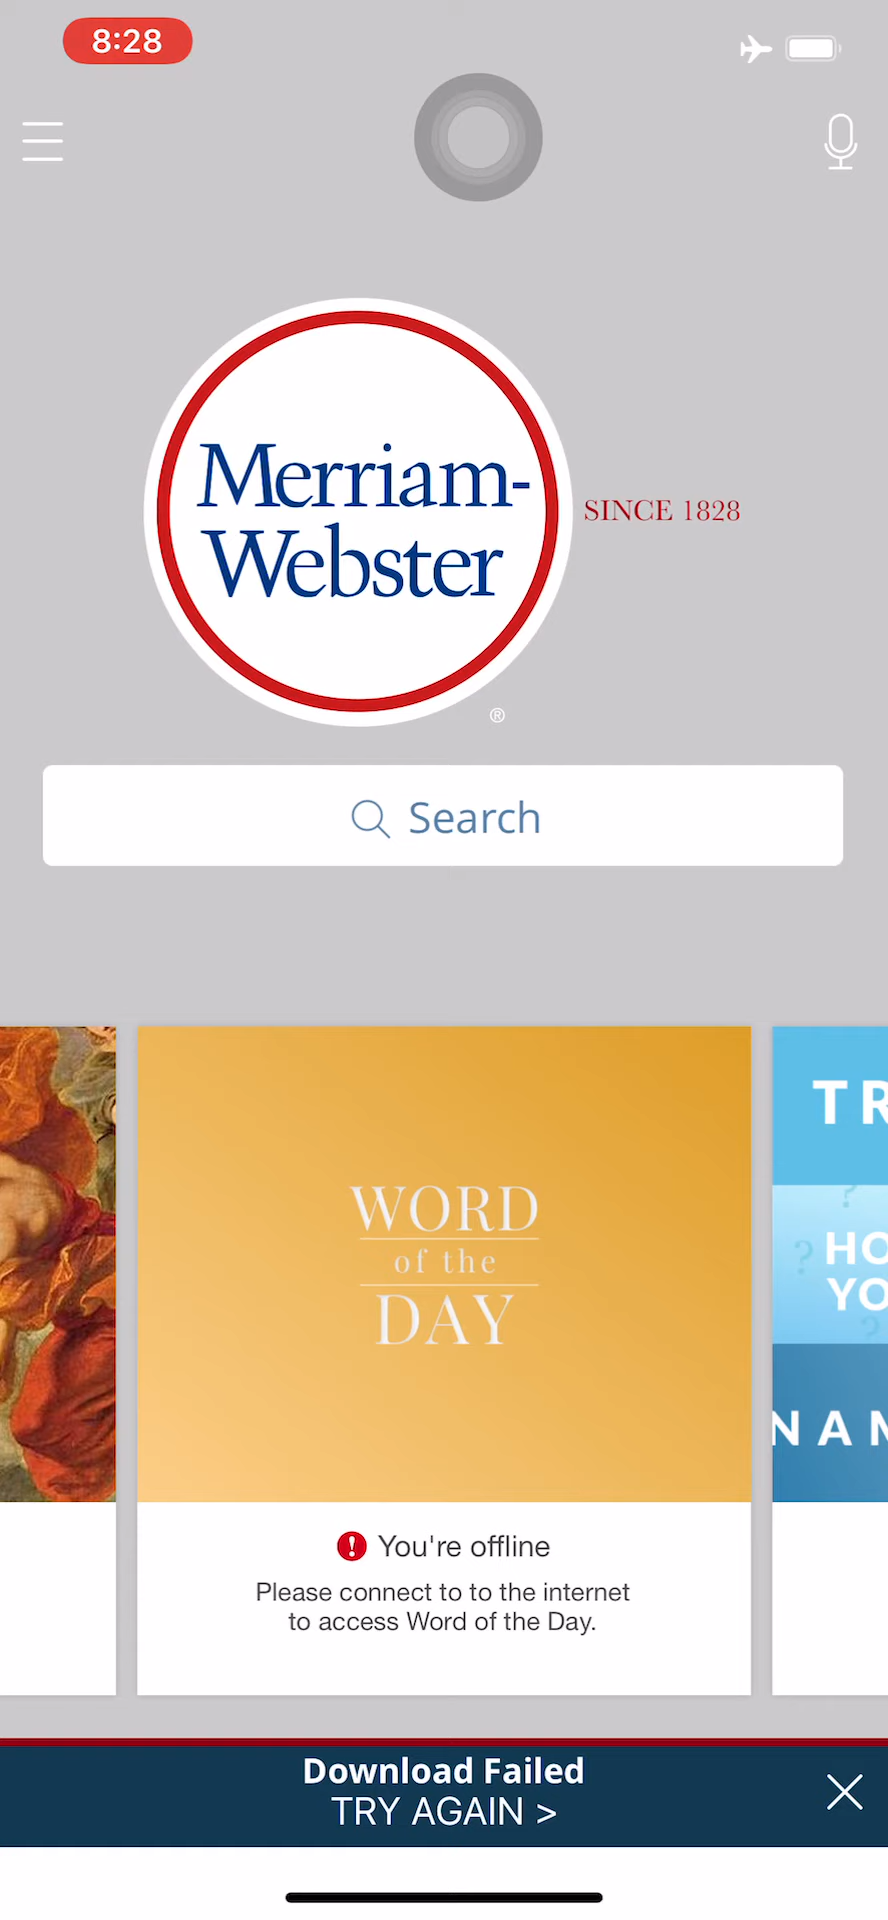 8:28
Merriam-
Webster
SINCE 1828
®
Search
WORD
of the
DAY
TR
? HO
YO
NAM
You're offline
Please connect to to the internet
to access Word of the Day.
Download Failed
TRY AGAIN >